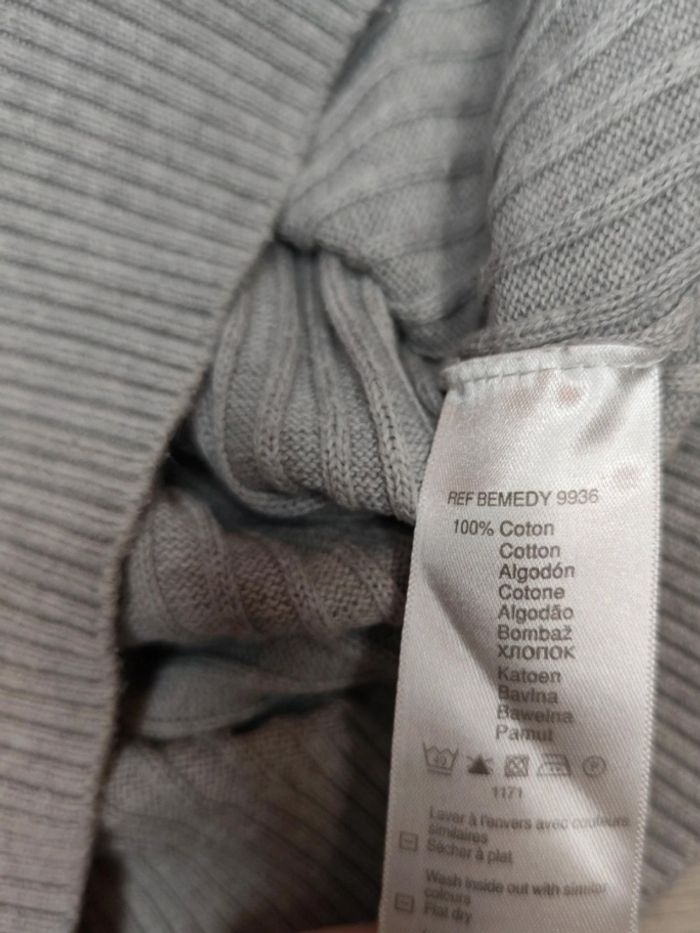 REF BEMEDY 9936
100% Coton
Cotton
Algodón
Cotone
Algodão
Bombaž
ХЛОПОК
Katoen
Bavlna
Bawełna
Pamut
1171
Laver à l'envers avec couleurs
similaires
Sécher à plat
Wash inside out with similar
colours
Flat dry